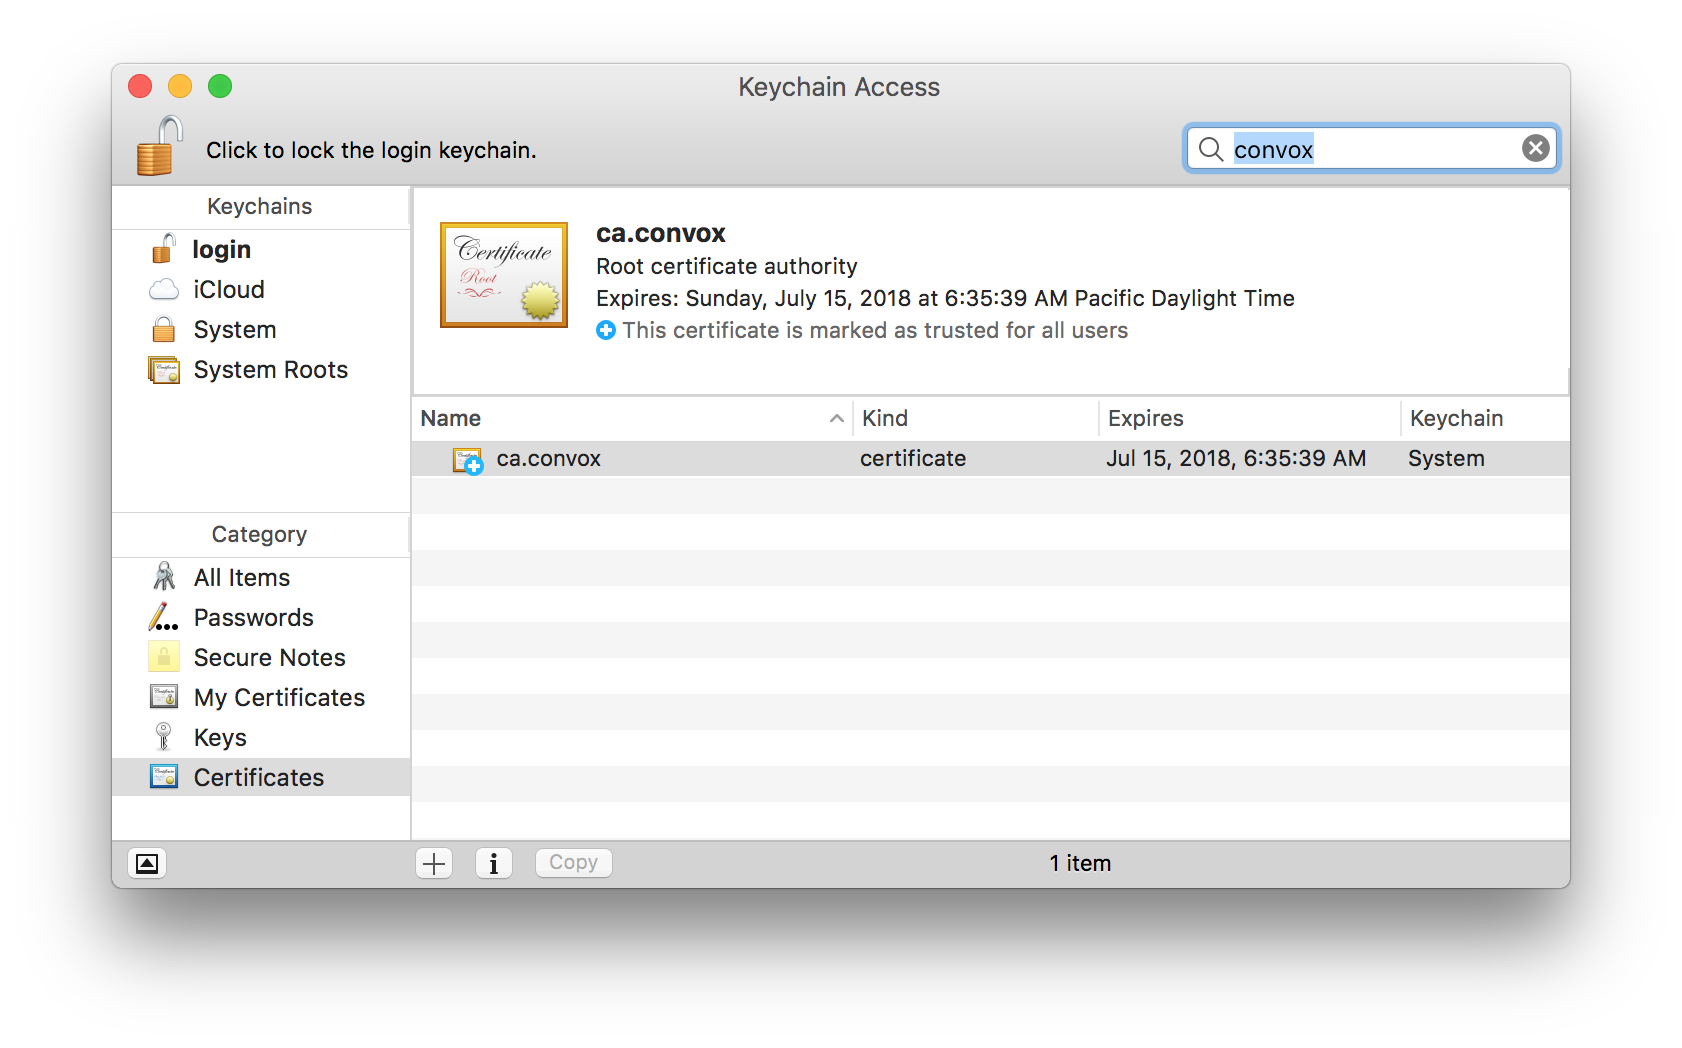 Keychain Access
Click to lock the login keychain.
convox
Keychains
login
iCloud
System
System Roots
Certificate
Root
ca.convox
Root certificate authority
Expires: Sunday, July 15, 2018 at 6:35:39 AM Pacific Daylight Time
This certificate is marked as trusted for all users
Name Kind Expires Keychain
ca.convox certificate Jul 15, 2018, 6:35:39 AM System
Category
All Items
Passwords
Secure Notes
My Certificates
Keys
Certificates
Copy
1 item